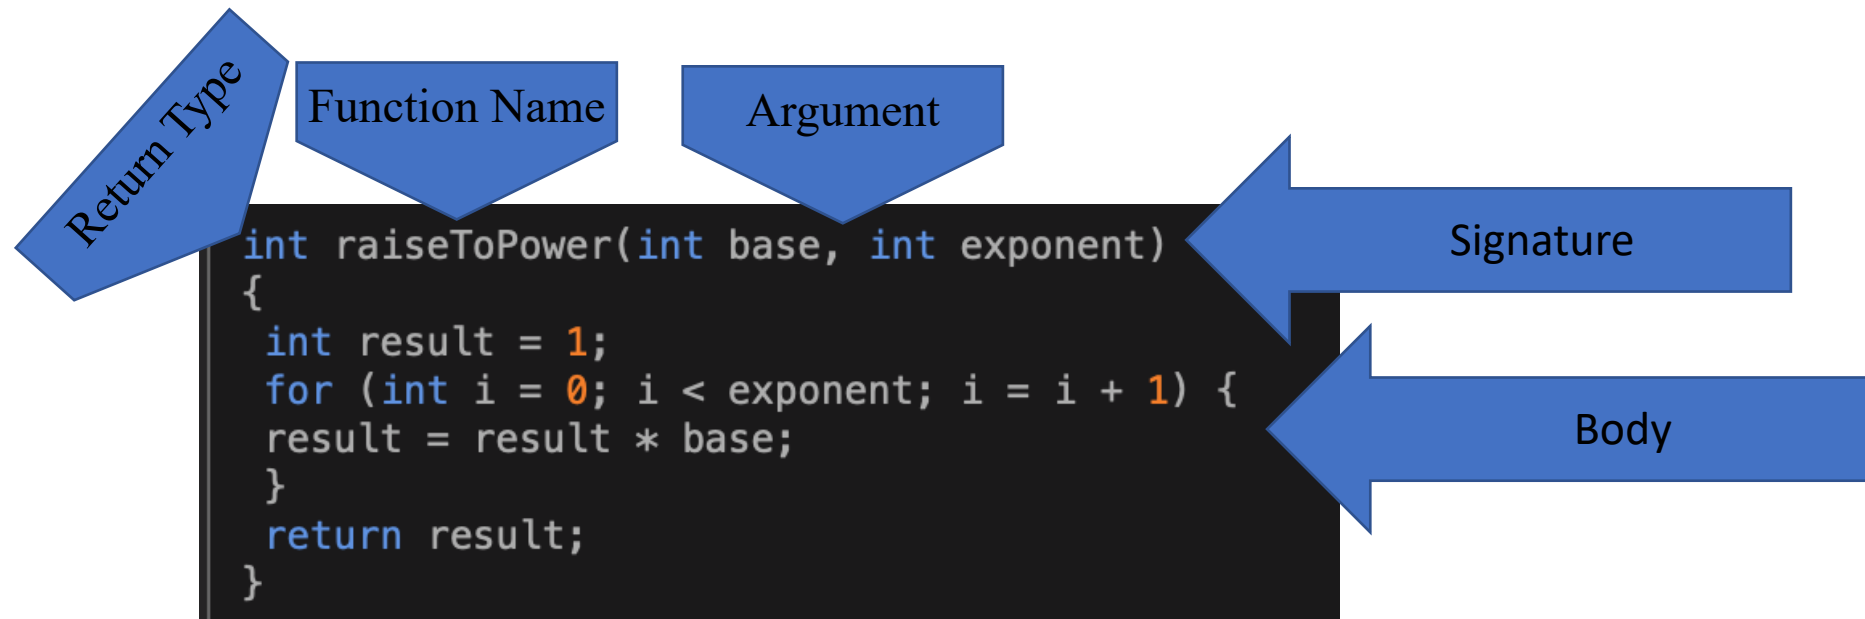 Return Type
Function Name
Argument
Signature
int raiseToPower(int base, int exponent)
{
int result = 1;
for (int i = 0; i < exponent; i = i + 1) {
result = result * base;
}
return result;
}
Body